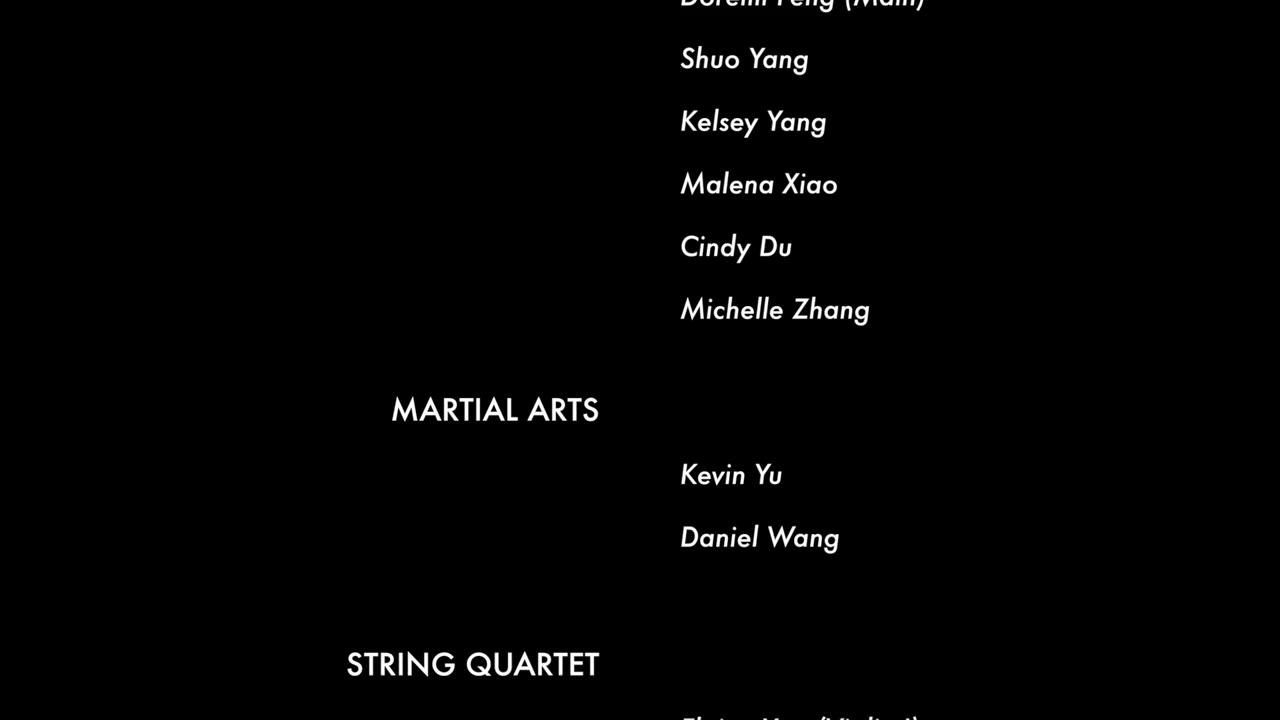 Shuo Yang
Kelsey Yang
Malena Xiao
Cindy Du
Michelle Zhang
MARTIAL ARTS
Kevin Yu
Daniel Wang
STRING QUARTET